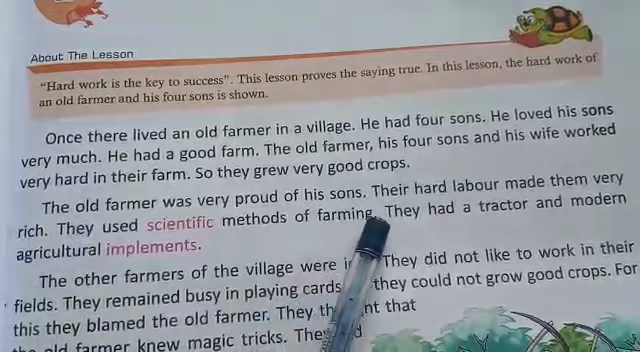 About The Lesson
"Hard work is the key to success". This lesson proves the saying true. In this lesson, the hard work of
an old farmer and his four sons is shown.
Once there lived an old farmer in a village. He had four sons. He loved his sons
very much. He had a good farm. The old farmer, his four sons and his wife worked
very hard in their farm. So they grew very good crops.
The old farmer was very proud of his sons. Their hard labour made them very
rich. They used scientific methods of farming. They had a tractor and modern
agricultural implements.
The other farmers of the village were They did not like to work in their
fields. They remained busy in playing cards they could not grow good crops. For
this they blamed the old farmer. They that
old farmer knew magic tricks.